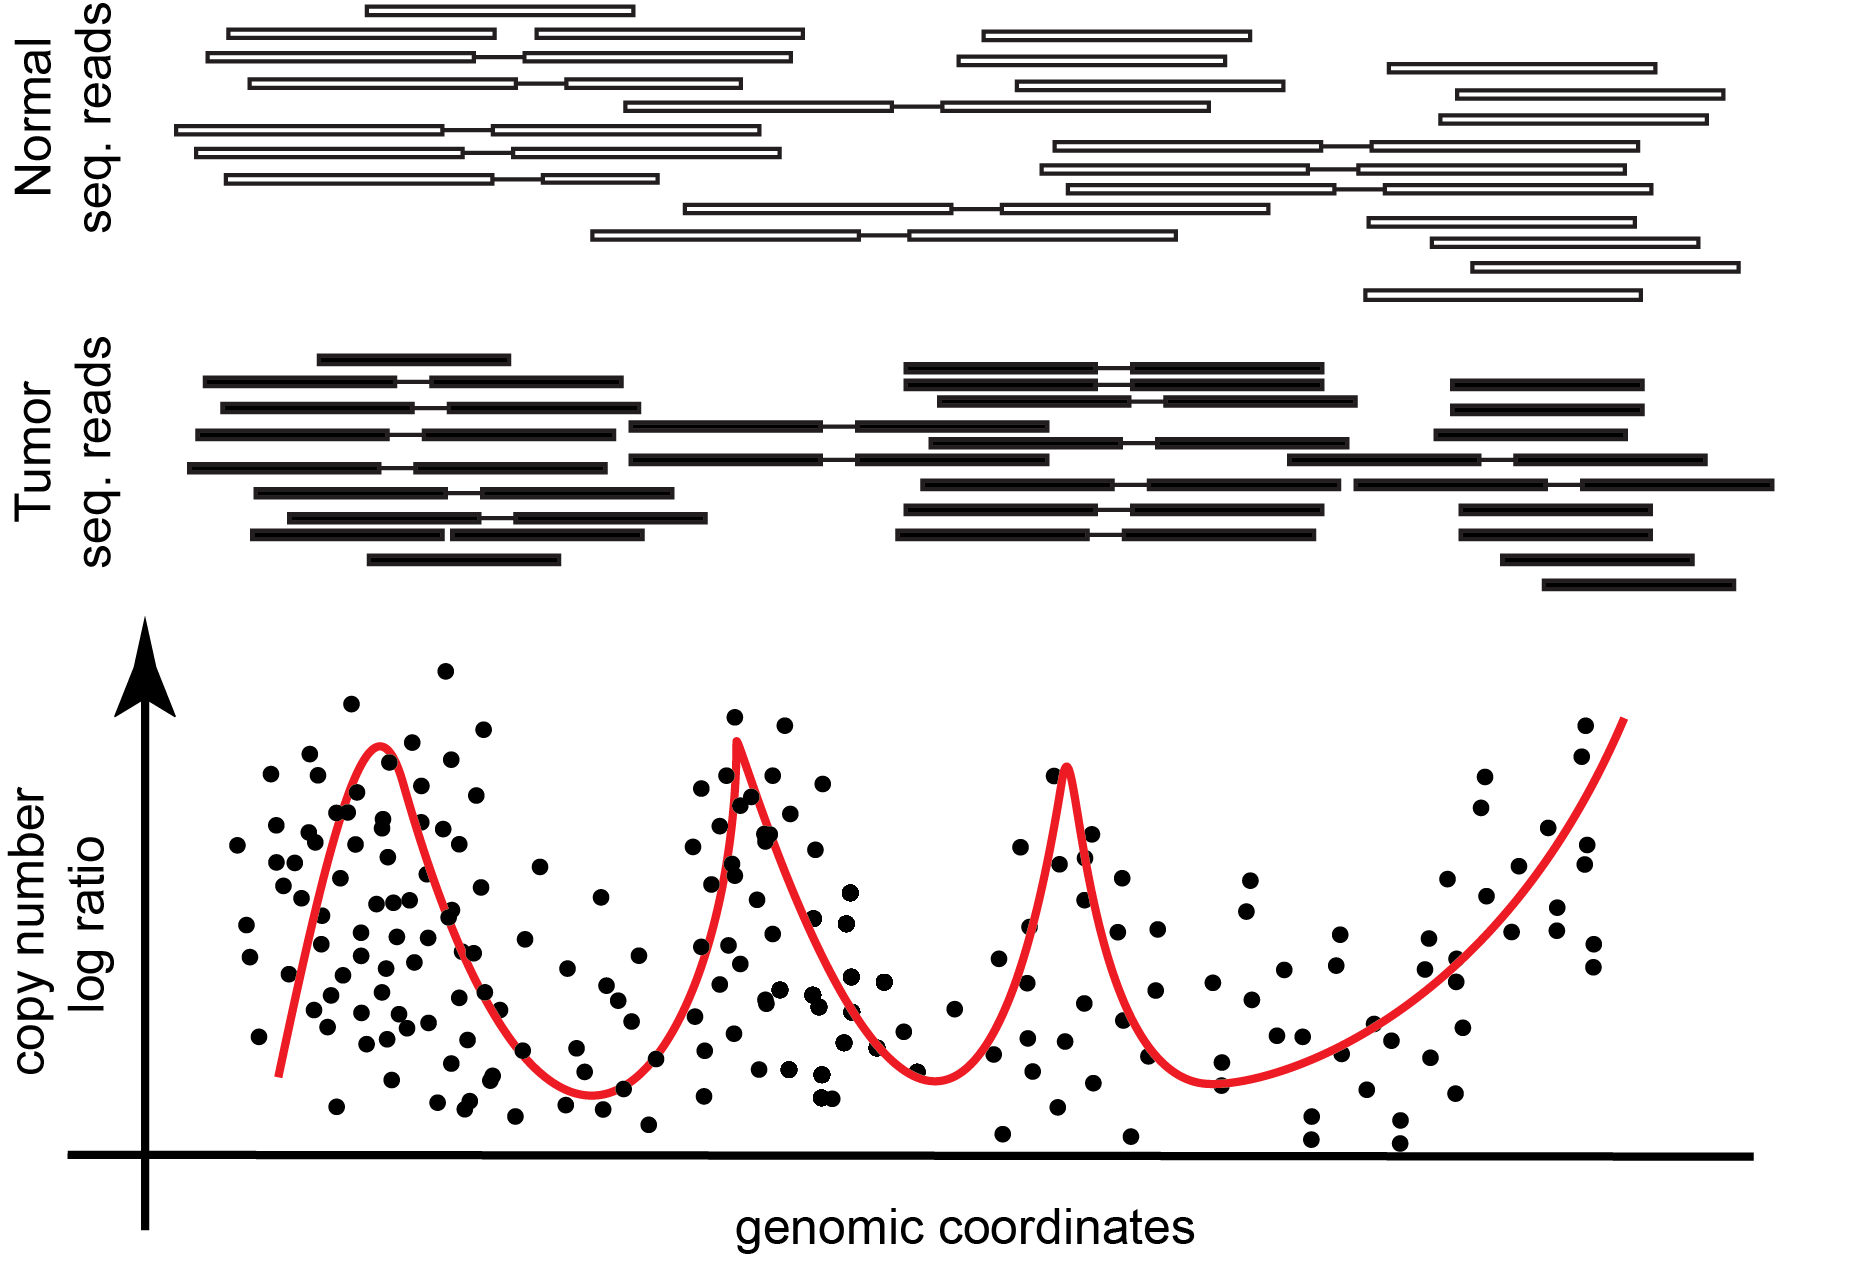 Normal
seq. reads
Tumor
seq. reads
copy number
log ratio
genomic coordinates